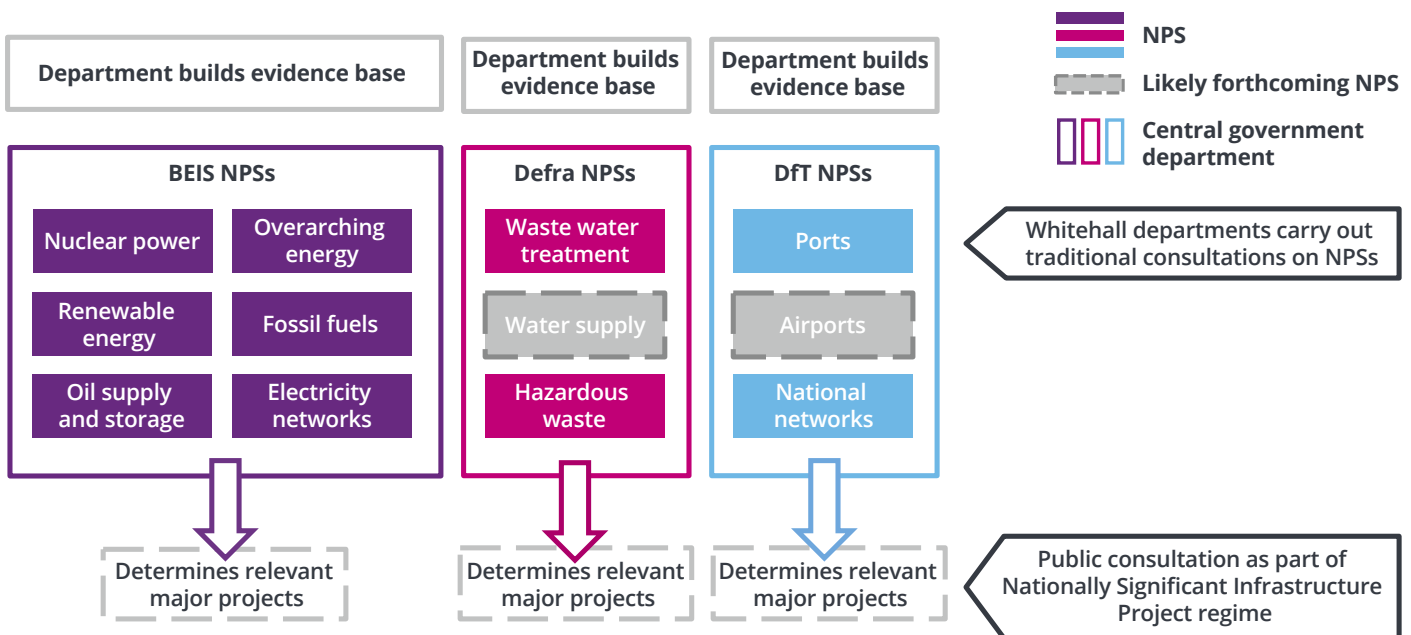 Department builds evidence base
Department builds
evidence base
Department builds
evidence base
NPS
Likely forthcoming NPS
Central government
department
BEIS NPSs
Nuclear power
Overarching
energy
Renewable
energy
Fossil fuels
Oil supply
and storage
Electricity
networks
Defra NPSs
Waste water
treatment
Water supply
Hazardous
waste
DfT NPSs
Ports
Airports
National
networks
Whitehall departments carry out
traditional consultations on NPSs
Determines relevant
major projects
Determines relevant
major projects
Determines relevant
major projects
Public consultation as part of
Nationally Significant Infrastructure
Project regime